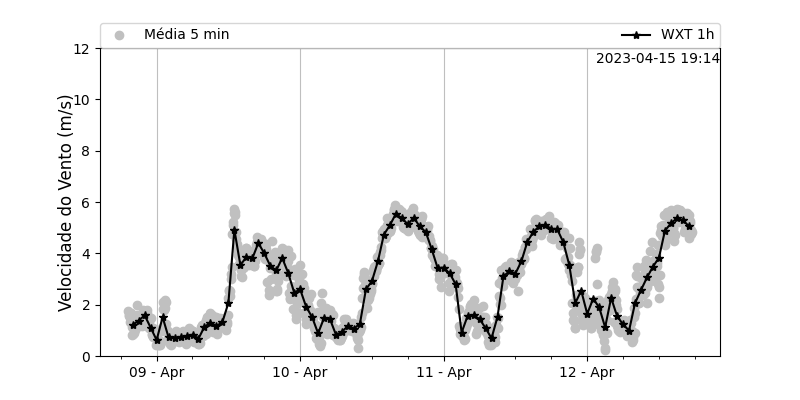 Média 5 min
WXT 1h
2023-04-15 19:14
Velocidade do Vento (m/s)
12
10
8
6
4
2
0
09 - Apr
10 - Apr
11 - Apr
12 - Apr